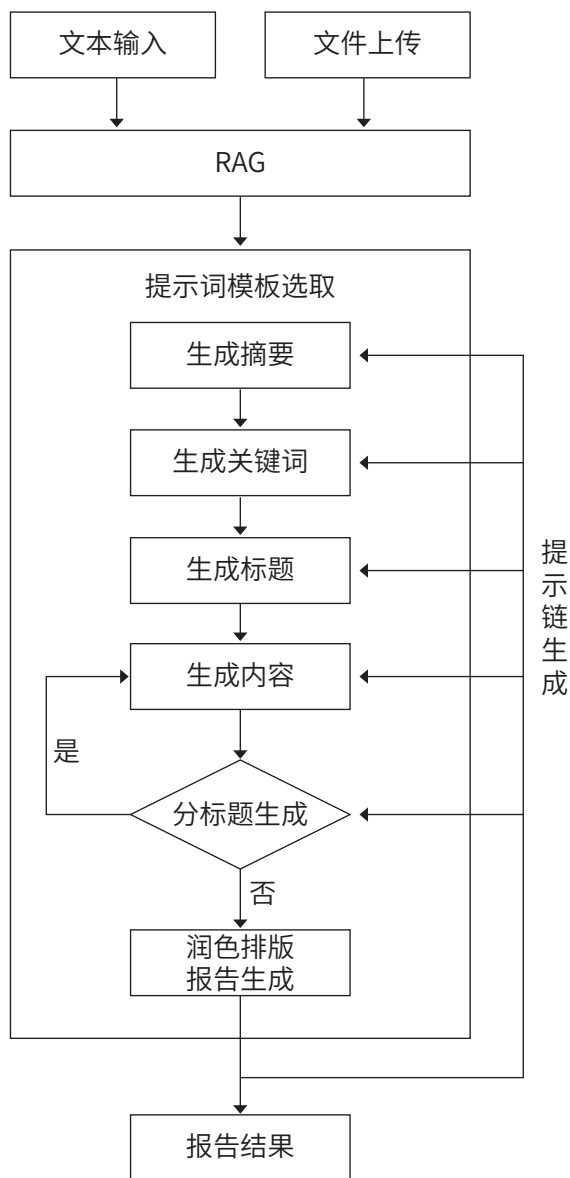 文本输入
文件上传
RAG
提示词模板选取
生成摘要
生成关键词
生成标题
生成内容
提示链生成
是
分标题生成
否
润色排版
报告生成
报告结果